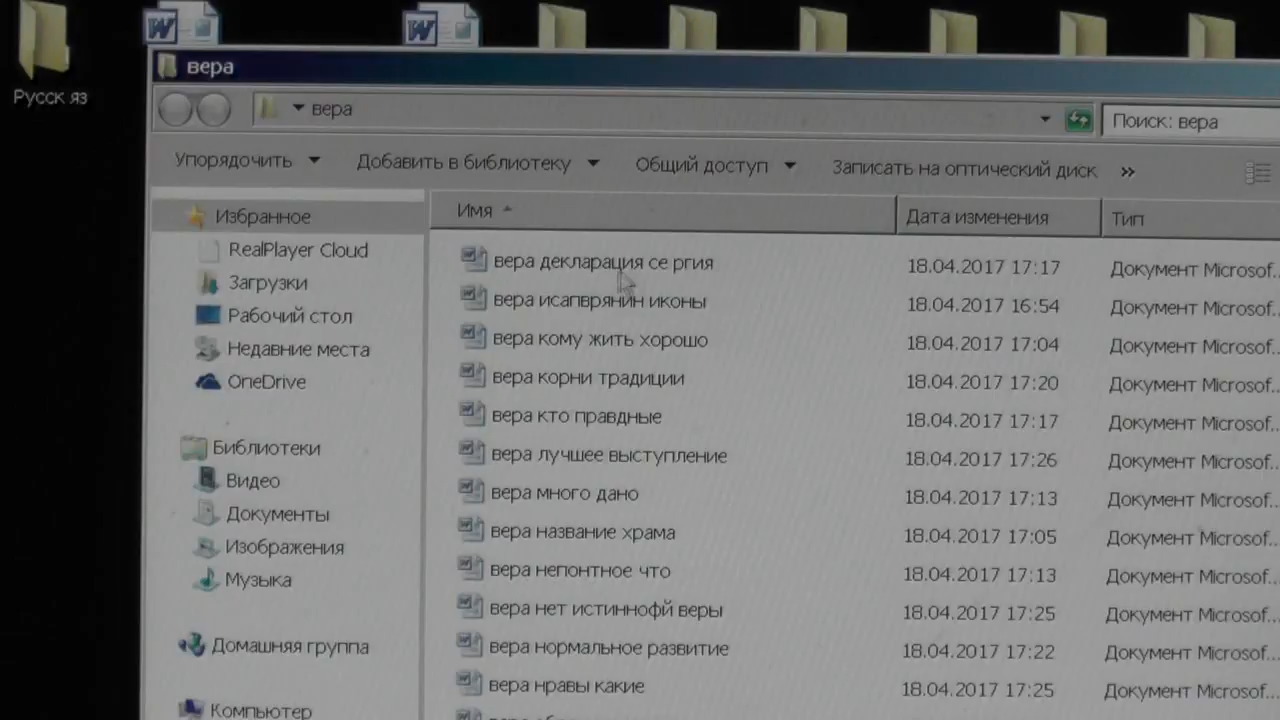 Русск яз
вера
вера
Поиск: вера
Упорядочить Добавить в библиотеку Общий доступ Записать на оптический диск »
Избранное
RealPlayer Cloud
Загрузки
Рабочий стол
Недавние места
OneDrive
Библиотеки
Видео
Документы
Изображения
Музыка
Домашняя группа
Компьютер
Имя Дата изменения Тип
вера декларация се ргия 18.04.2017 17:17 Документ Microsof...
вера исапврянин иконы 18.04.2017 16:54 Документ Microsof...
вера кому жить хорошо 18.04.2017 17:04 Документ Microsof...
вера корни традиции 18.04.2017 17:20 Документ Microsof...
вера кто правдные 18.04.2017 17:17 Документ Microsof...
вера лучшее выступление 18.04.2017 17:26 Документ Microsof...
вера много дано 18.04.2017 17:13 Документ Microsof...
вера название храма 18.04.2017 17:05 Документ Microsof...
вера непонтное что 18.04.2017 17:13 Документ Microsof...
вера нет истиннофй веры 18.04.2017 17:25 Документ Microsof...
вера нормальное развитие 18.04.2017 17:22 Документ Microsof...
вера нравы какие 18.04.2017 17:25 Документ Microsof...